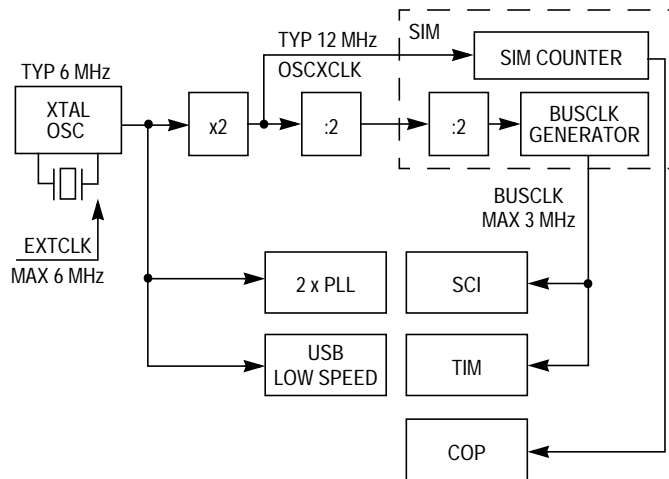 SIM
TYP 12 MHz
OSCXCLK
SIM COUNTER
TYP 6 MHz
XTAL
OSC
x2
:2
:2
BUSCLK
GENERATOR
BUSCLK
MAX 3 MHz
EXTCLK
MAX 6 MHz
2 x PLL
SCI
USB
LOW SPEED
TIM
COP